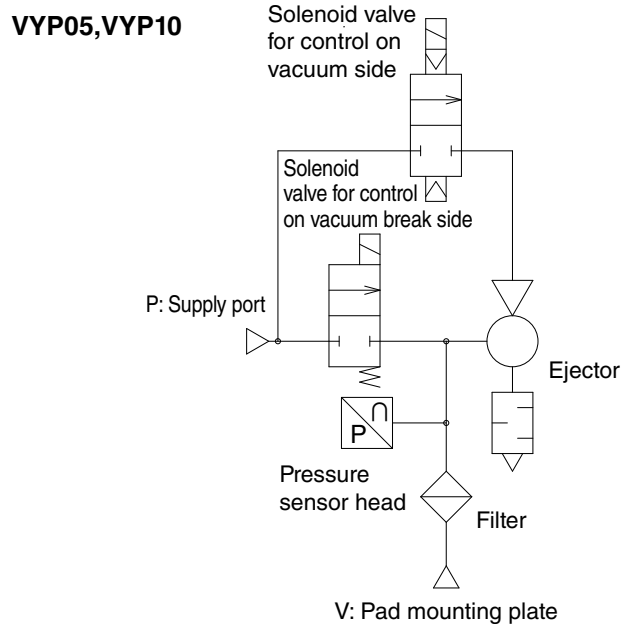 VYP05,VYP10
Solenoid valve
for control on
vacuum side
Solenoid
valve for control
on vacuum break side
P: Supply port
Ejector
P
Pressure
sensor head
Filter
V: Pad mounting plate